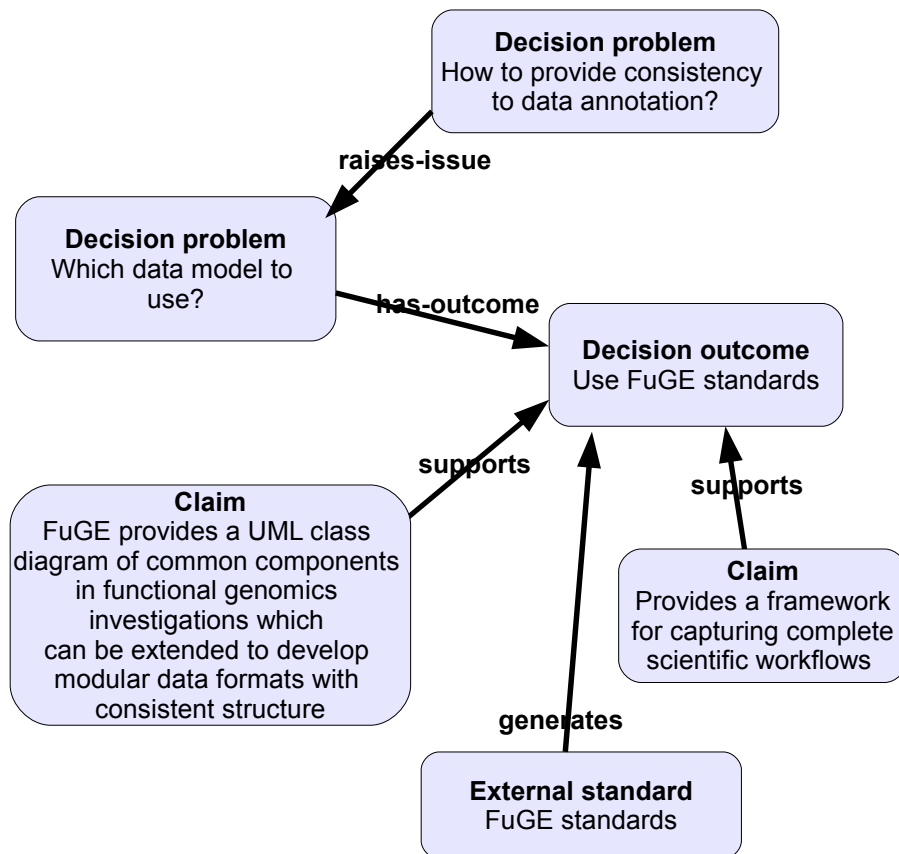 Decision problem
How to provide consistency
to data annotation?
raises-issue
Decision problem
Which data model to
use?
has-outcome
Decision outcome
Use FuGE standards
supports
supports
Claim
FuGE provides a UML class
diagram of common components
in functional genomics
investigations which
can be extended to develop
modular data formats with
consistent structure
Claim
Provides a framework
for capturing complete
scientific workflows
generates
External standard
FuGE standards